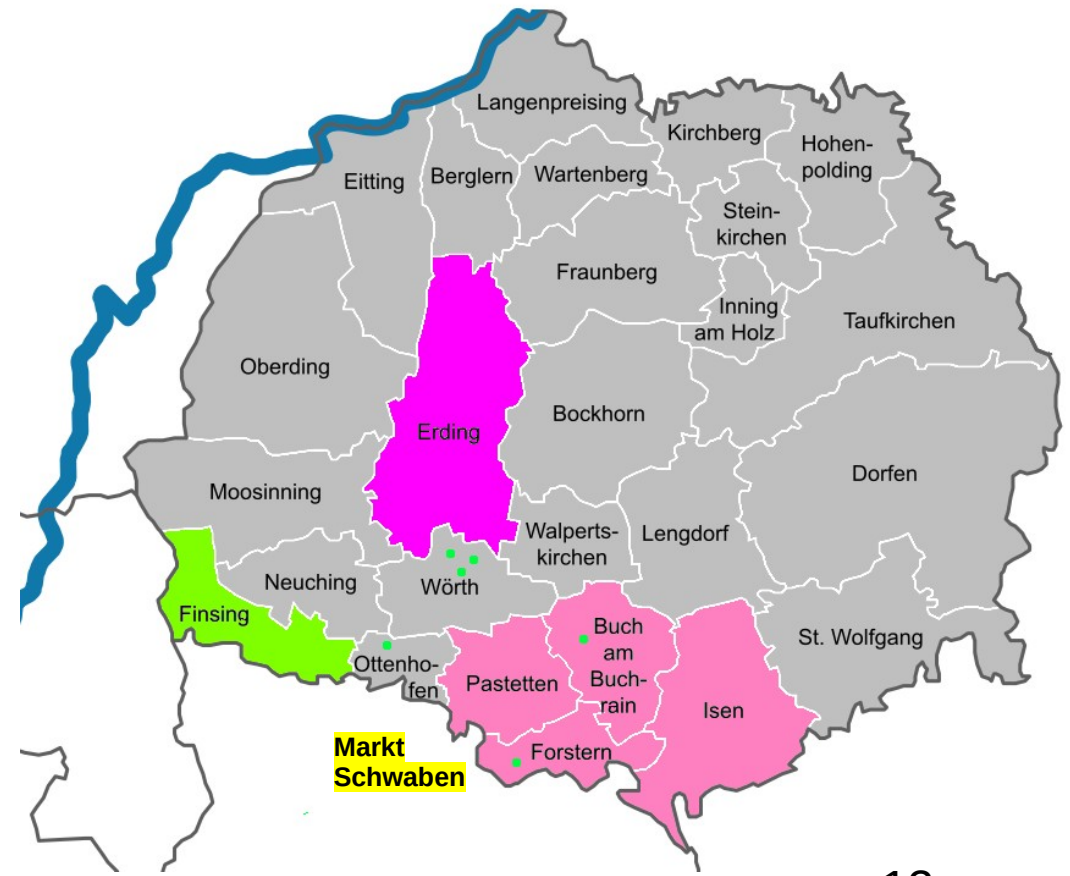 Langenpreising
Kirchberg
Hohen-
polding
Eitting
Berglern
Wartenberg
Stein-
kirchen
Fraunberg
Inning
am Holz
Taufkirchen
Oberding
Bockhorn
Erding
Dorfen
Moosinning
Walperts-
kirchen
Lengdorf
Neuching
Wörth
Finsing
Buch
am
Buch-
rain
St. Wolfgang
Ottenho-
fen
Pastetten
Isen
Markt
Schwaben
Forstern